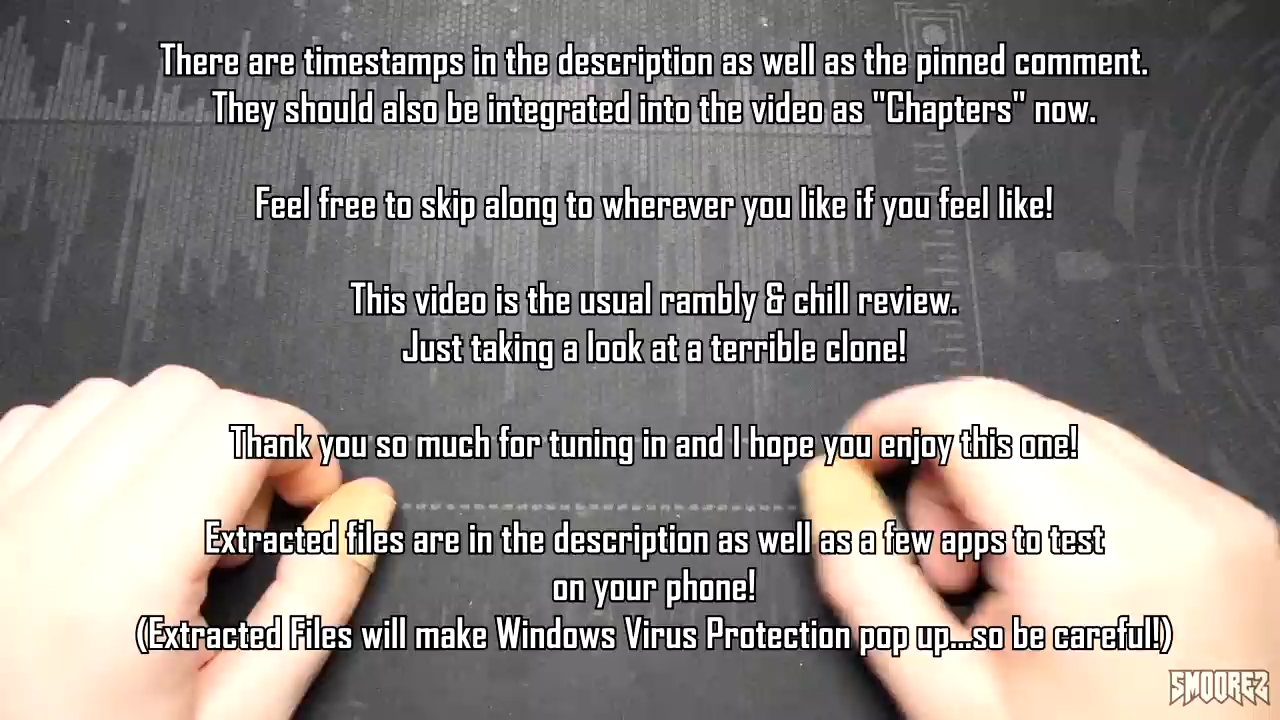 There are timestamps in the description as well as the pinned comment.
They should also be integrated into the video as "Chapters" now.
Feel free to skip along to wherever you like if you feel like!
This video is the usual rambly & chill review.
Just taking a look at a terrible clone!
Thank you so much for tuning in and I hope you enjoy this one!
Extracted files are in the description as well as a few apps to test
on your phone!
(Extracted Files will make Windows Virus Protection pop up...so be careful!)
SMOOREZ